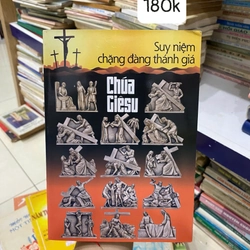 180k
Suy niệm
chặng đàng thánh giá
Chúa
Giêsu